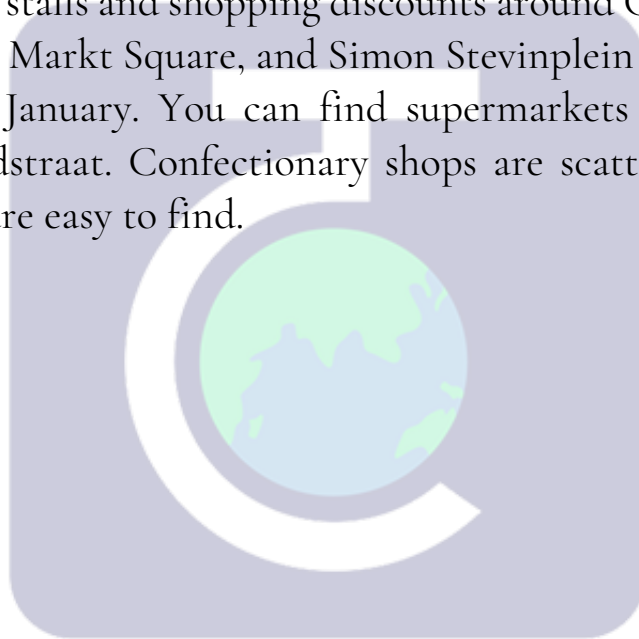 stalls and shopping discounts around
Markt Square, and Simon Stevinplein
January. You can find supermarkets
dstraat. Confectionary shops are scatt
re easy to find.